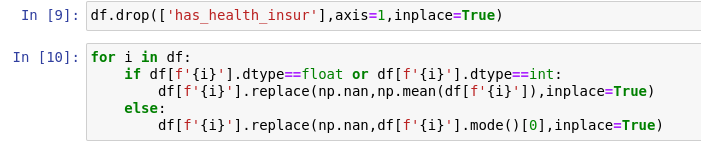 In [9]: df.drop(['has_health_insur'],axis=1,inplace=True)
In [10]: for i in df:
    if df[f'{i}'].dtype==float or df[f'{i}'].dtype==int:
        df[f'{i}'].replace(np.nan,np.mean(df[f'{i}']),inplace=True)
    else:
        df[f'{i}'].replace(np.nan,df[f'{i}'].mode()[0],inplace=True)